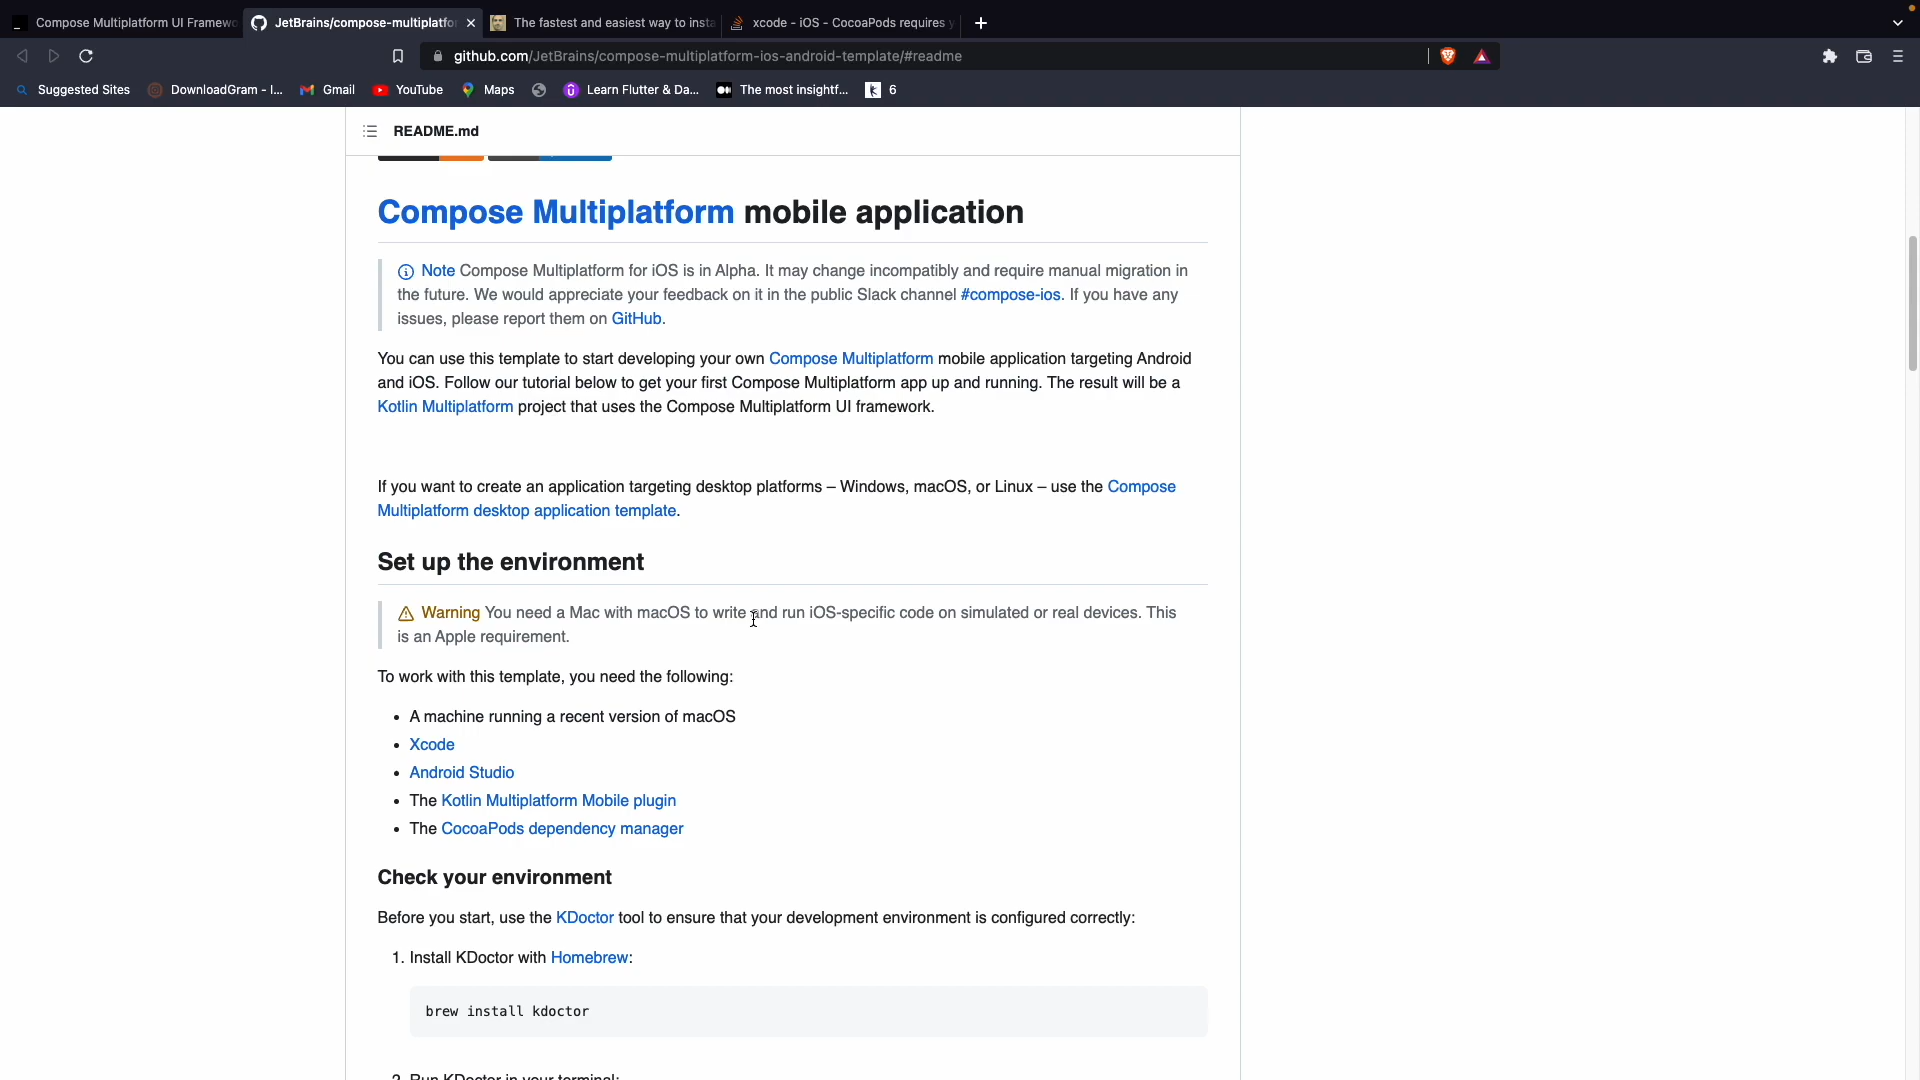 Compose Multiplatform UI Framewo
JetBrains/compose-multiplatfor
The fastest and easiest way to insta
xcode - iOS - CocoaPods requires y
github.com/JetBrains/compose-multiplatform-ios-android-template/#readme
Suggested Sites
DownloadGram - I...
Gmail
YouTube
Maps
Learn Flutter & Da...
The most insightf...
6
README.md
Compose Multiplatform mobile application
Note Compose Multiplatform for iOS is in Alpha. It may change incompatibly and require manual migration in
the future. We would appreciate your feedback on it in the public Slack channel #compose-ios. If you have any
issues, please report them on GitHub.
You can use this template to start developing your own Compose Multiplatform mobile application targeting Android
and iOS. Follow our tutorial below to get your first Compose Multiplatform app up and running. The result will be a
Kotlin Multiplatform project that uses the Compose Multiplatform UI framework.
If you want to create an application targeting desktop platforms – Windows, macOS, or Linux – use the Compose
Multiplatform desktop application template.
Set up the environment
Warning You need a Mac with macOS to write and run iOS-specific code on simulated or real devices. This
is an Apple requirement.
To work with this template, you need the following:
• A machine running a recent version of macOS
• Xcode
• Android Studio
• The Kotlin Multiplatform Mobile plugin
• The CocoaPods dependency manager
Check your environment
Before you start, use the KDoctor tool to ensure that your development environment is configured correctly:
1. Install KDoctor with Homebrew:
brew install kdoctor
2. Run KDoctor in your terminal: